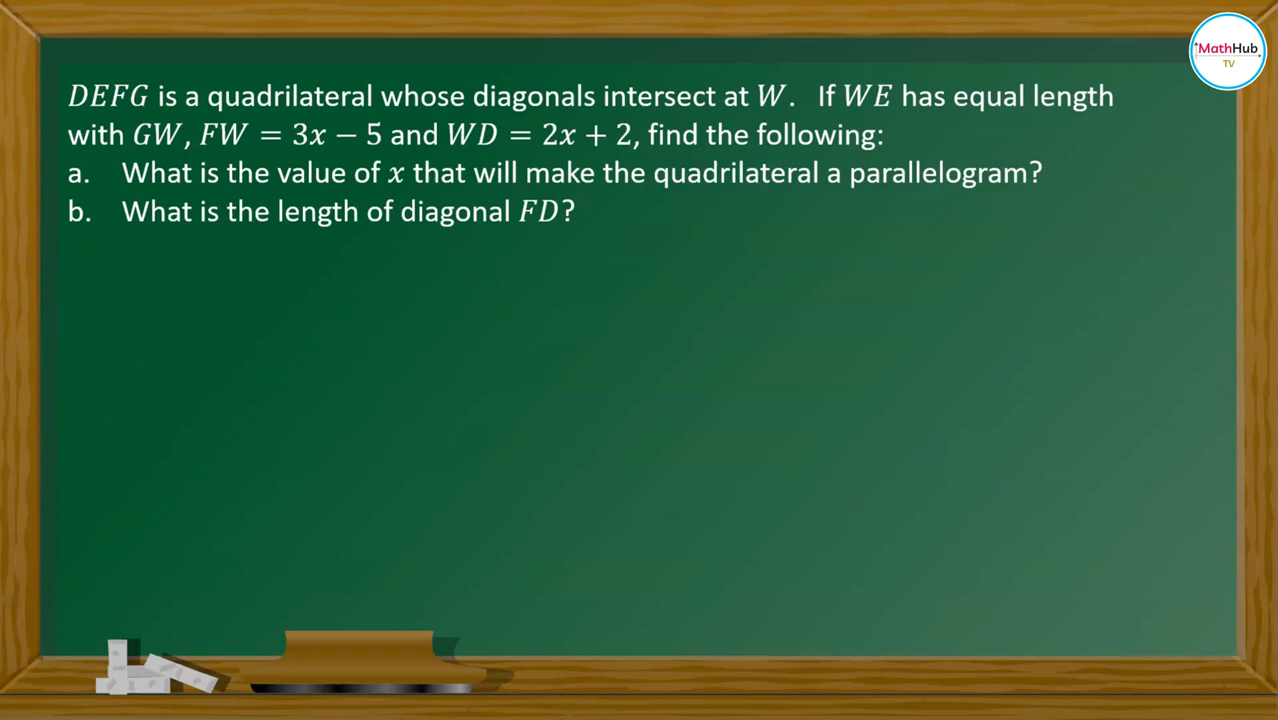 MathHub
TV
DEFG is a quadrilateral whose diagonals intersect at W. If WE has equal length
with GW, FW = 3x − 5 and WD = 2x + 2, find the following:
a. What is the value of x that will make the quadrilateral a parallelogram?
b. What is the length of diagonal FD?